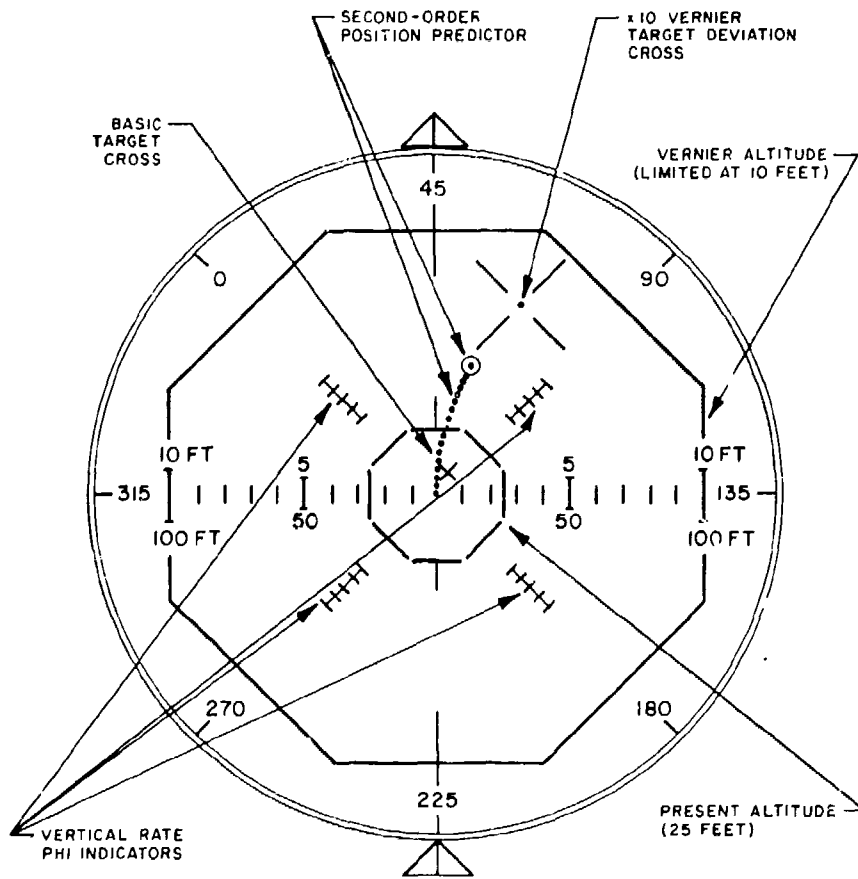 SECOND-ORDER
POSITION PREDICTOR
x10 VERNIER
TARGET DEVIATION
CROSS
BASIC
TARGET
CROSS
VERNIER ALTITUDE
(LIMITED AT 10 FEET)
45
0
90
10 FT
10 FT
5
5
315
135
50
50
100 FT
100 FT
270
180
225
VERTICAL RATE
PHI INDICATORS
PRESENT ALTITUDE
(25 FEET)